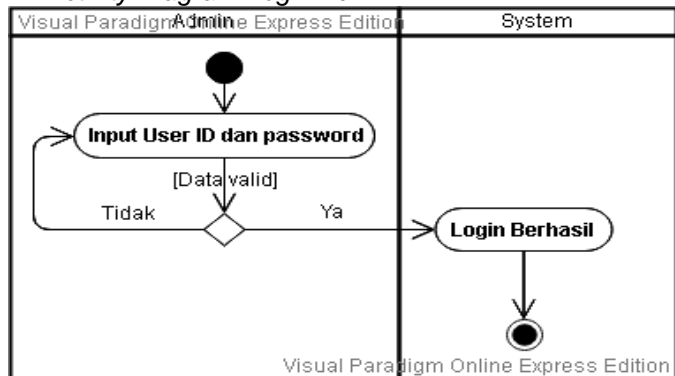 Visual Paradigm Online Express Edition
Admin
System
Input User ID dan password
[Data valid]
Tidak
Ya
Login Berhasil
Visual Paradigm Online Express Edition